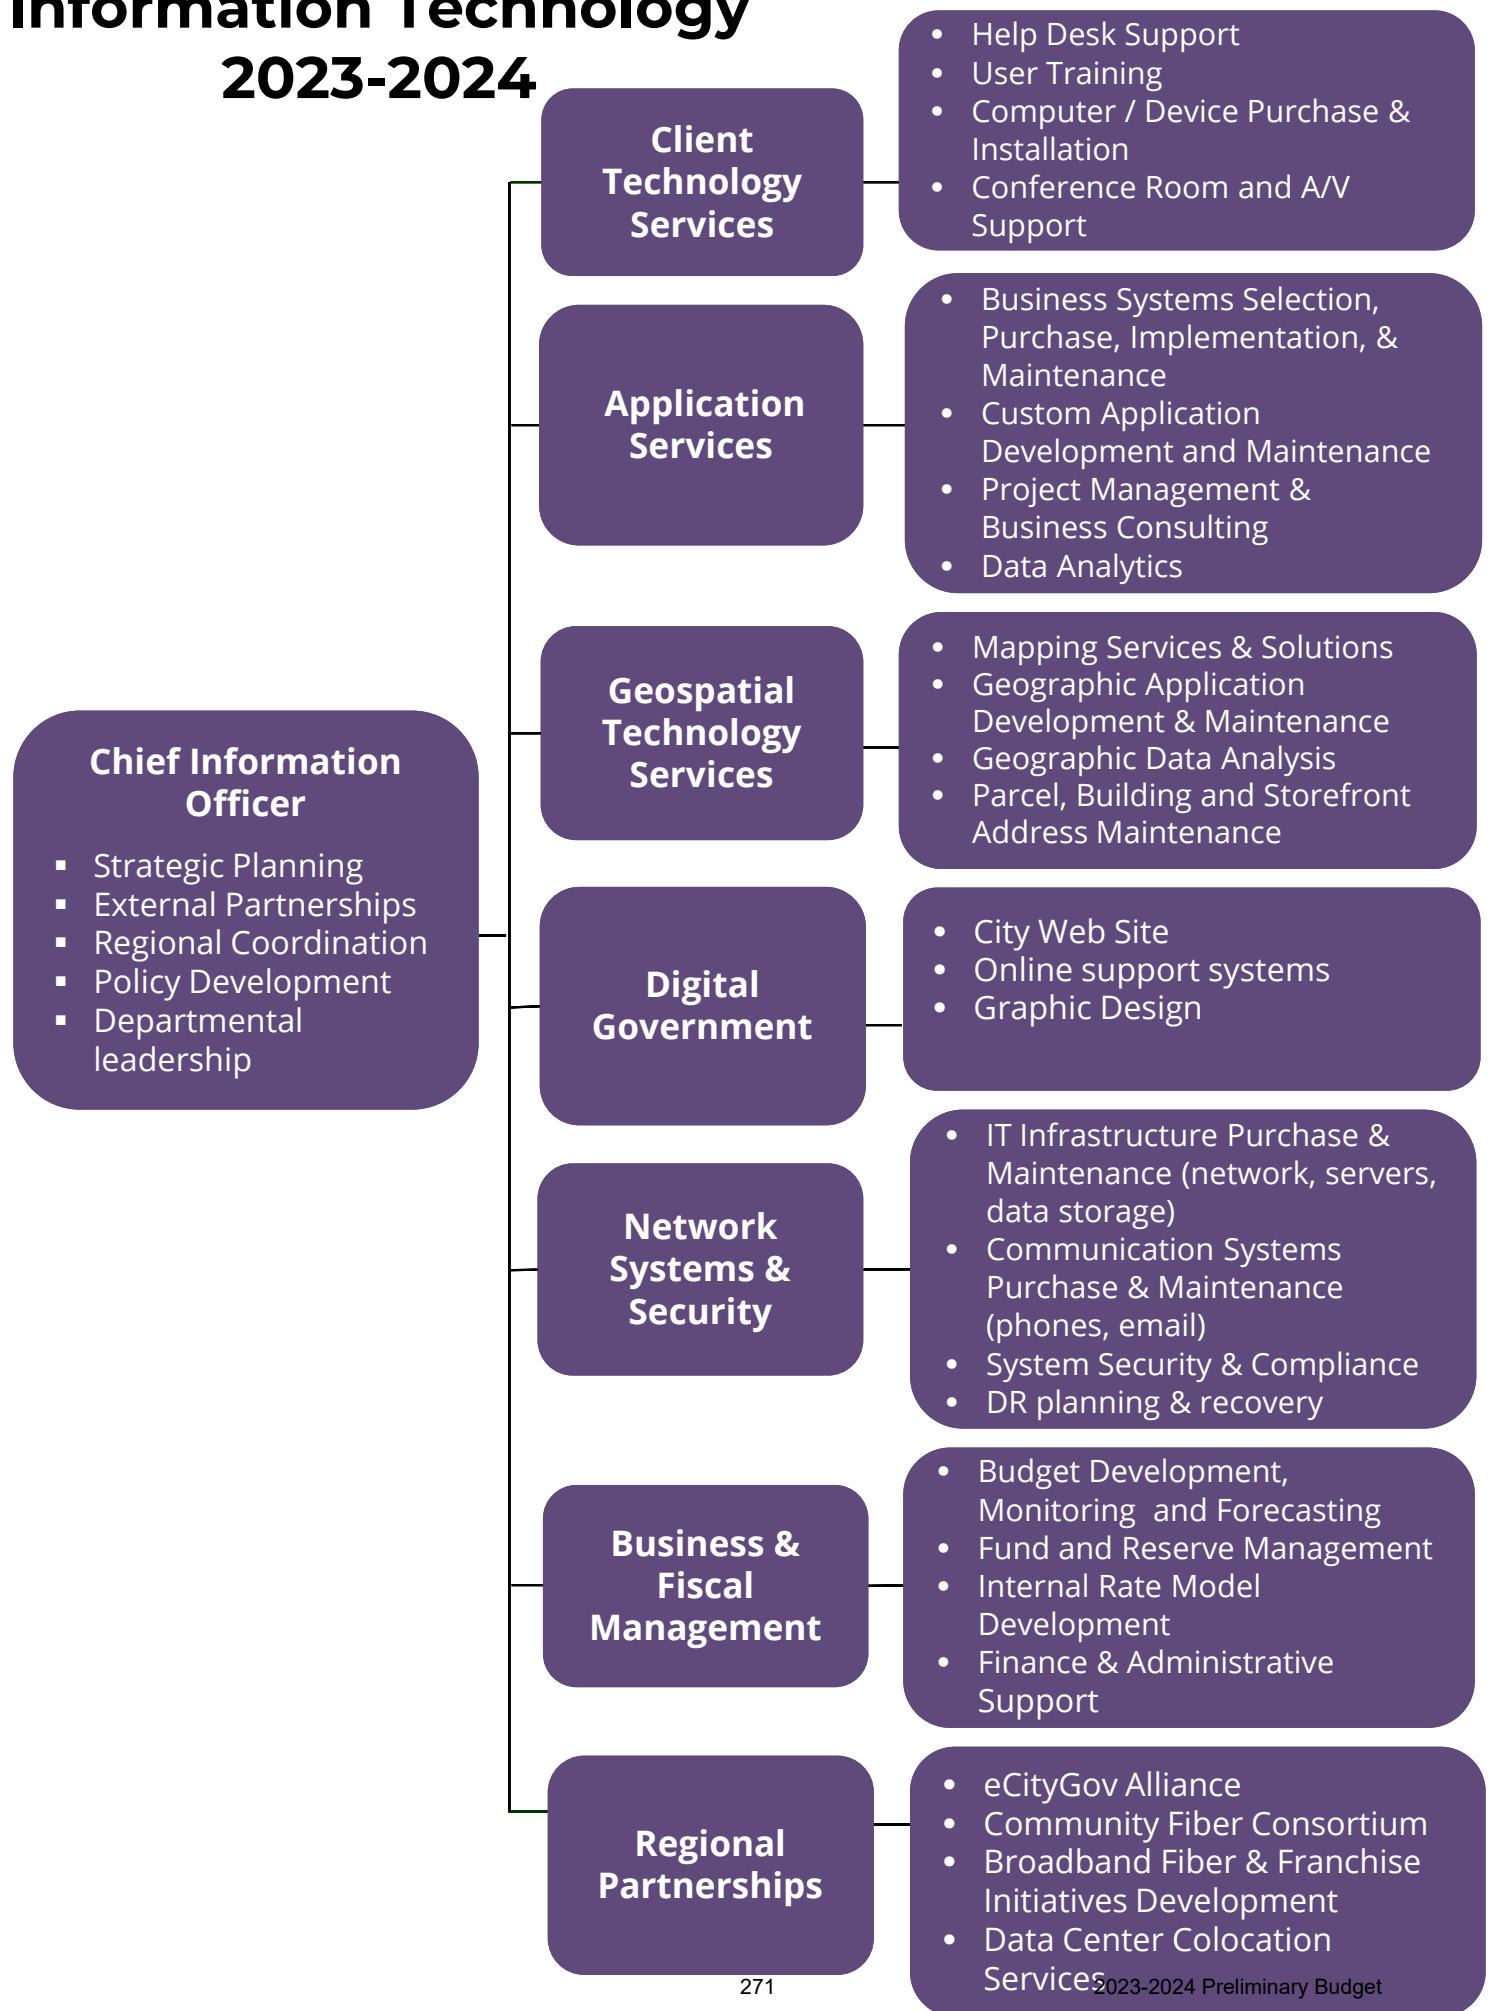 Information Technology
2023-2024
Chief Information
Officer
▪ Strategic Planning
▪ External Partnerships
▪ Regional Coordination
▪ Policy Development
▪ Departmental
leadership
Client
Technology
Services
• Help Desk Support
• User Training
• Computer / Device Purchase &
Installation
• Conference Room and A/V
Support
Application
Services
• Business Systems Selection,
Purchase, Implementation, &
Maintenance
• Custom Application
Development and Maintenance
• Project Management &
Business Consulting
• Data Analytics
Geospatial
Technology
Services
• Mapping Services & Solutions
• Geographic Application
Development & Maintenance
• Geographic Data Analysis
• Parcel, Building and Storefront
Address Maintenance
Digital
Government
• City Web Site
• Online support systems
• Graphic Design
Network
Systems &
Security
• IT Infrastructure Purchase &
Maintenance (network, servers,
data storage)
• Communication Systems
Purchase & Maintenance
(phones, email)
• System Security & Compliance
• DR planning & recovery
Business &
Fiscal
Management
• Budget Development,
Monitoring  and Forecasting
• Fund and Reserve Management
• Internal Rate Model
Development
• Finance & Administrative
Support
Regional
Partnerships
• eCityGov Alliance
• Community Fiber Consortium
• Broadband Fiber & Franchise
Initiatives Development
• Data Center Colocation
Services
271
2023-2024 Preliminary Budget